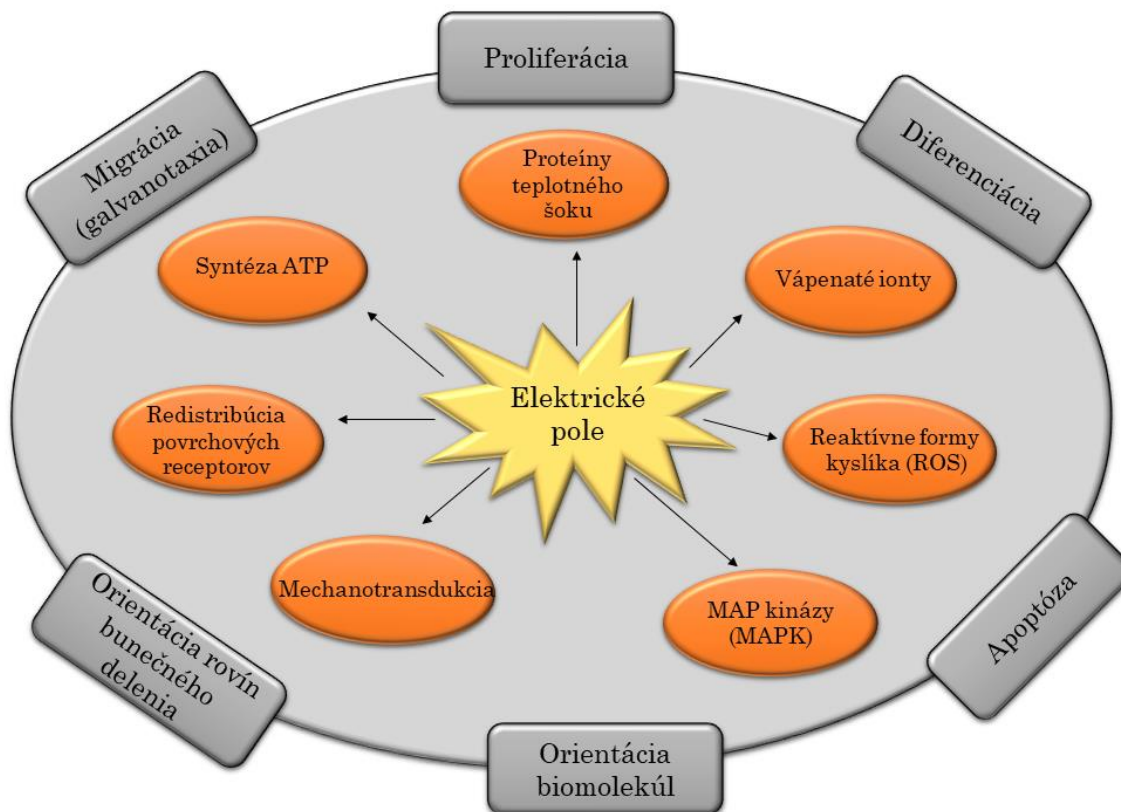 Proliferácia
Migrácia
(galvanotaxia)
Diferenciácia
Proteíny
teplotného
šoku
Syntéza ATP
Vápenaté ionty
Elektrické
pole
Redistribúcia
povrchových
receptorov
Reaktívne formy
kyslíka (ROS)
Mechanotransdukcia
MAP kinázy
(MAPK)
Orientácia rovín
bunečného
delenia
Apoptóza
Orientácia
biomolekúl